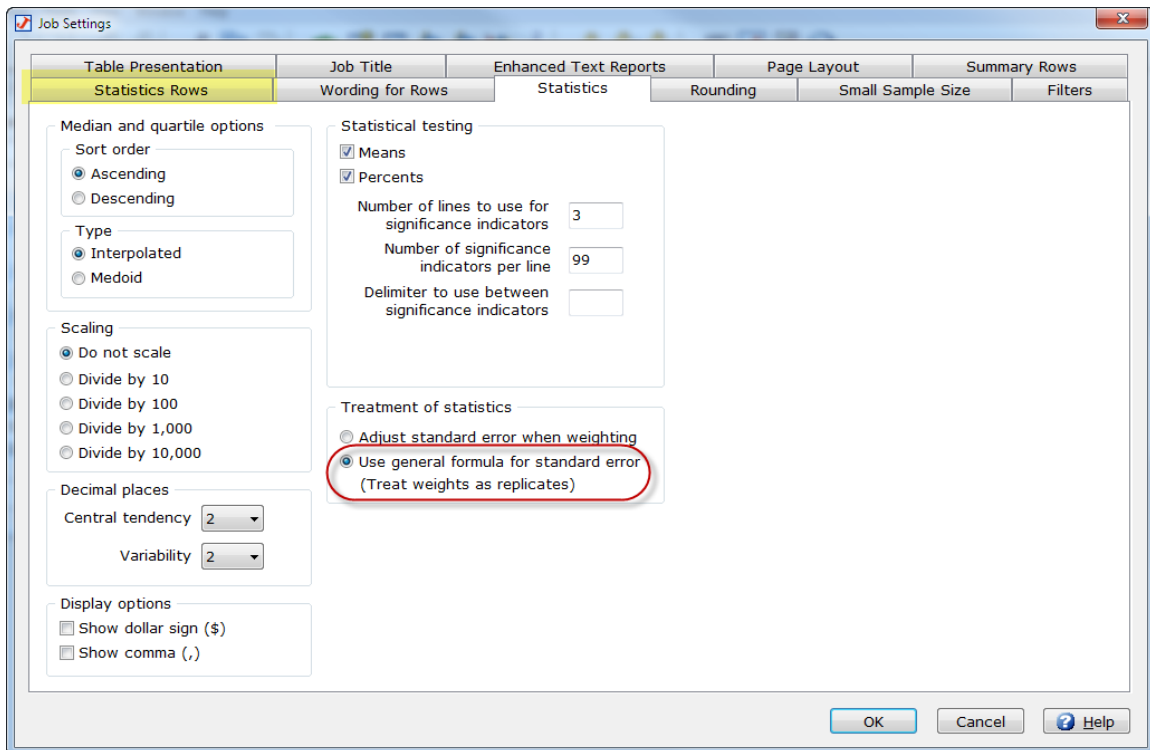 Job Settings
Table Presentation
Job Title
Enhanced Text Reports
Page Layout
Summary Rows
Statistics Rows
Wording for Rows
Statistics
Rounding
Small Sample Size
Filters
Median and quartile options
Sort order
Ascending
Descending
Type
Interpolated
Medoid
Scaling
Do not scale
Divide by 10
Divide by 100
Divide by 1,000
Divide by 10,000
Decimal places
Central tendency 2
Variability 2
Display options
Show dollar sign ($)
Show comma (,)
Statistical testing
Means
Percents
Number of lines to use for
significance indicators
3
Number of significance
indicators per line
99
Delimiter to use between
significance indicators
Treatment of statistics
Adjust standard error when weighting
Use general formula for standard error
(Treat weights as replicates)
OK
Cancel
Help